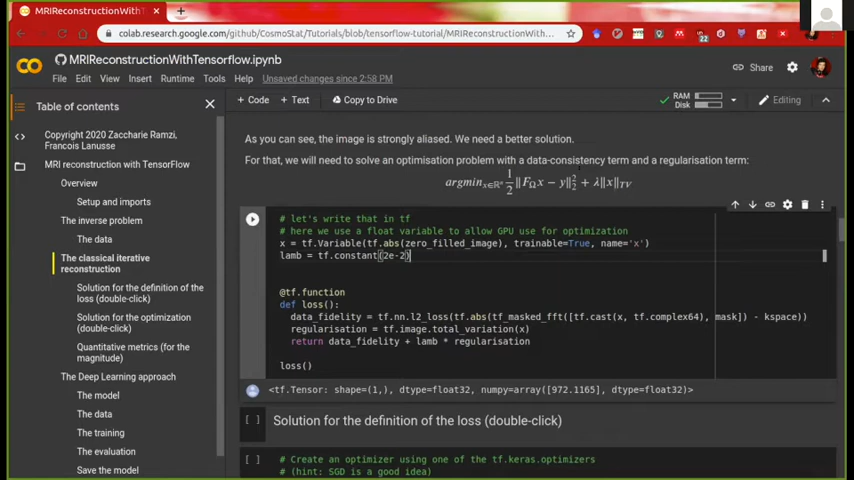 MRIReconstructionWithT
colab.research.google.com/github/CosmoStat/Tutorials/blob/tensorflow-tutorial/MRIReconstructionWithTensorflow.ipynb...
22
MRIReconstructionWithTensorflow.ipynb
File Edit View Insert Runtime Tools Help Unsaved changes since 2:58 PM
Share
Table of contents
+ Code + Text Copy to Drive
RAM
Disk
Editing
Copyright 2020 Zaccharie Ramzi,
Francois Lanusse
MRI reconstruction with TensorFlow
Overview
Setup and imports
The inverse problem
The data
The classical iterative
reconstruction
Solution for the definition of the
loss (double-click)
Solution for the optimization
(double-click)
Quantitative metrics (for the
magnitude)
The Deep Learning approach
The model
The data
The training
The evaluation
Save the model
As you can see, the image is strongly aliased. We need a better solution.
For that, we will need to solve an optimisation problem with a data-consistency term and a regularisation term:
argmin_{x∈ℝⁿ} 1/2 ‖F_Ω x − y‖₂² + λ‖x‖_TV
# let's write that in tf
# here we use a float variable to allow GPU use for optimization
x = tf.Variable(tf.abs(zero_filled_image), trainable=True, name='x')
lamb = tf.constant(2e-2)
@tf.function
def loss():
data_fidelity = tf.nn.l2_loss(tf.abs(tf_masked_fft([tf.cast(x, tf.complex64), mask]) - kspace))
regularisation = tf.image.total_variation(x)
return data_fidelity + lamb * regularisation
loss()
<tf.Tensor: shape=(1,), dtype=float32, numpy=array([972.1165], dtype=float32)>
[ ] Solution for the definition of the loss (double-click)
[ ] # Create an optimizer using one of the tf.keras.optimizers
# (hint: SGD is a good idea)